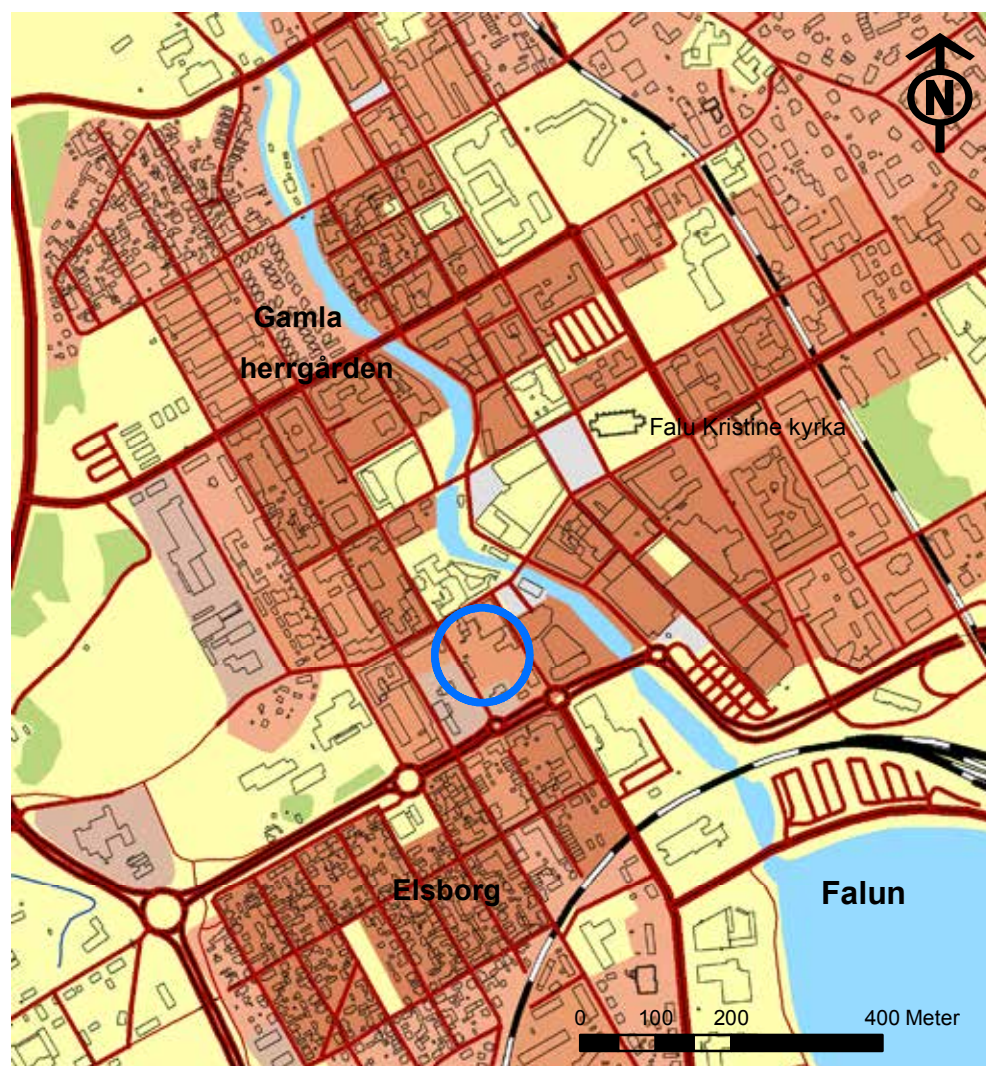 N
Gamla
herrgården
Falu Kristine kyrka
Elsborg
Falun
0 100 200 400 Meter